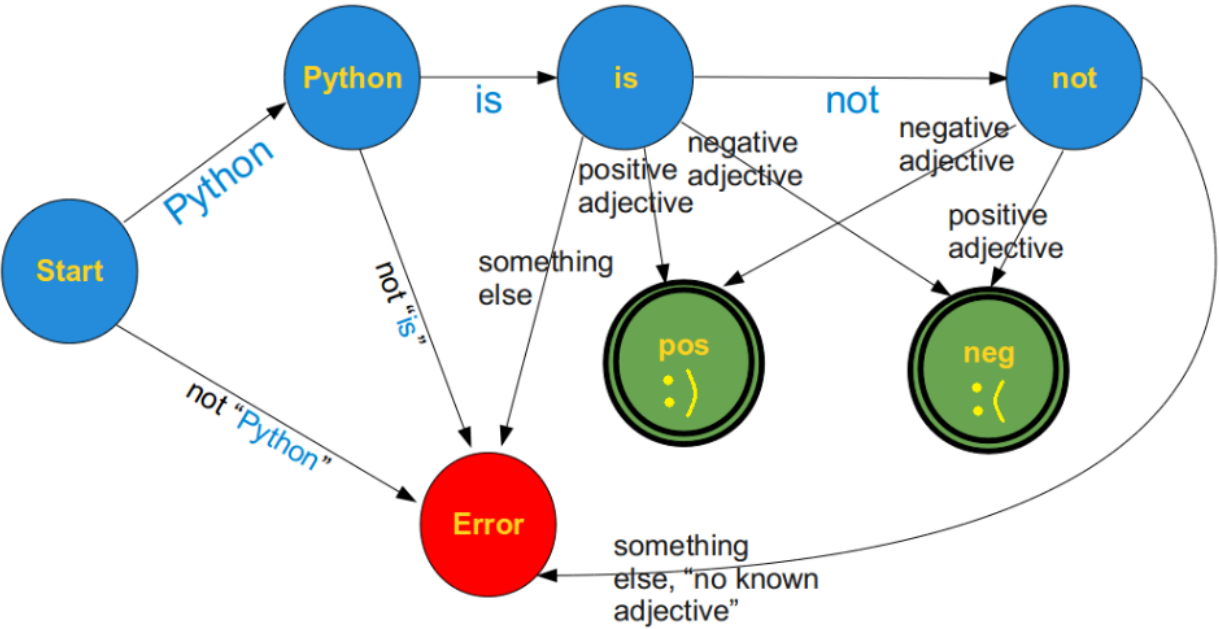 Python
is
is
not
not
Python
Start
positive
adjective
negative
adjective
negative
adjective
positive
adjective
something
else
not “is”
not “Python”
pos
:)
neg
:(
Error
something
else, “no known
adjective”